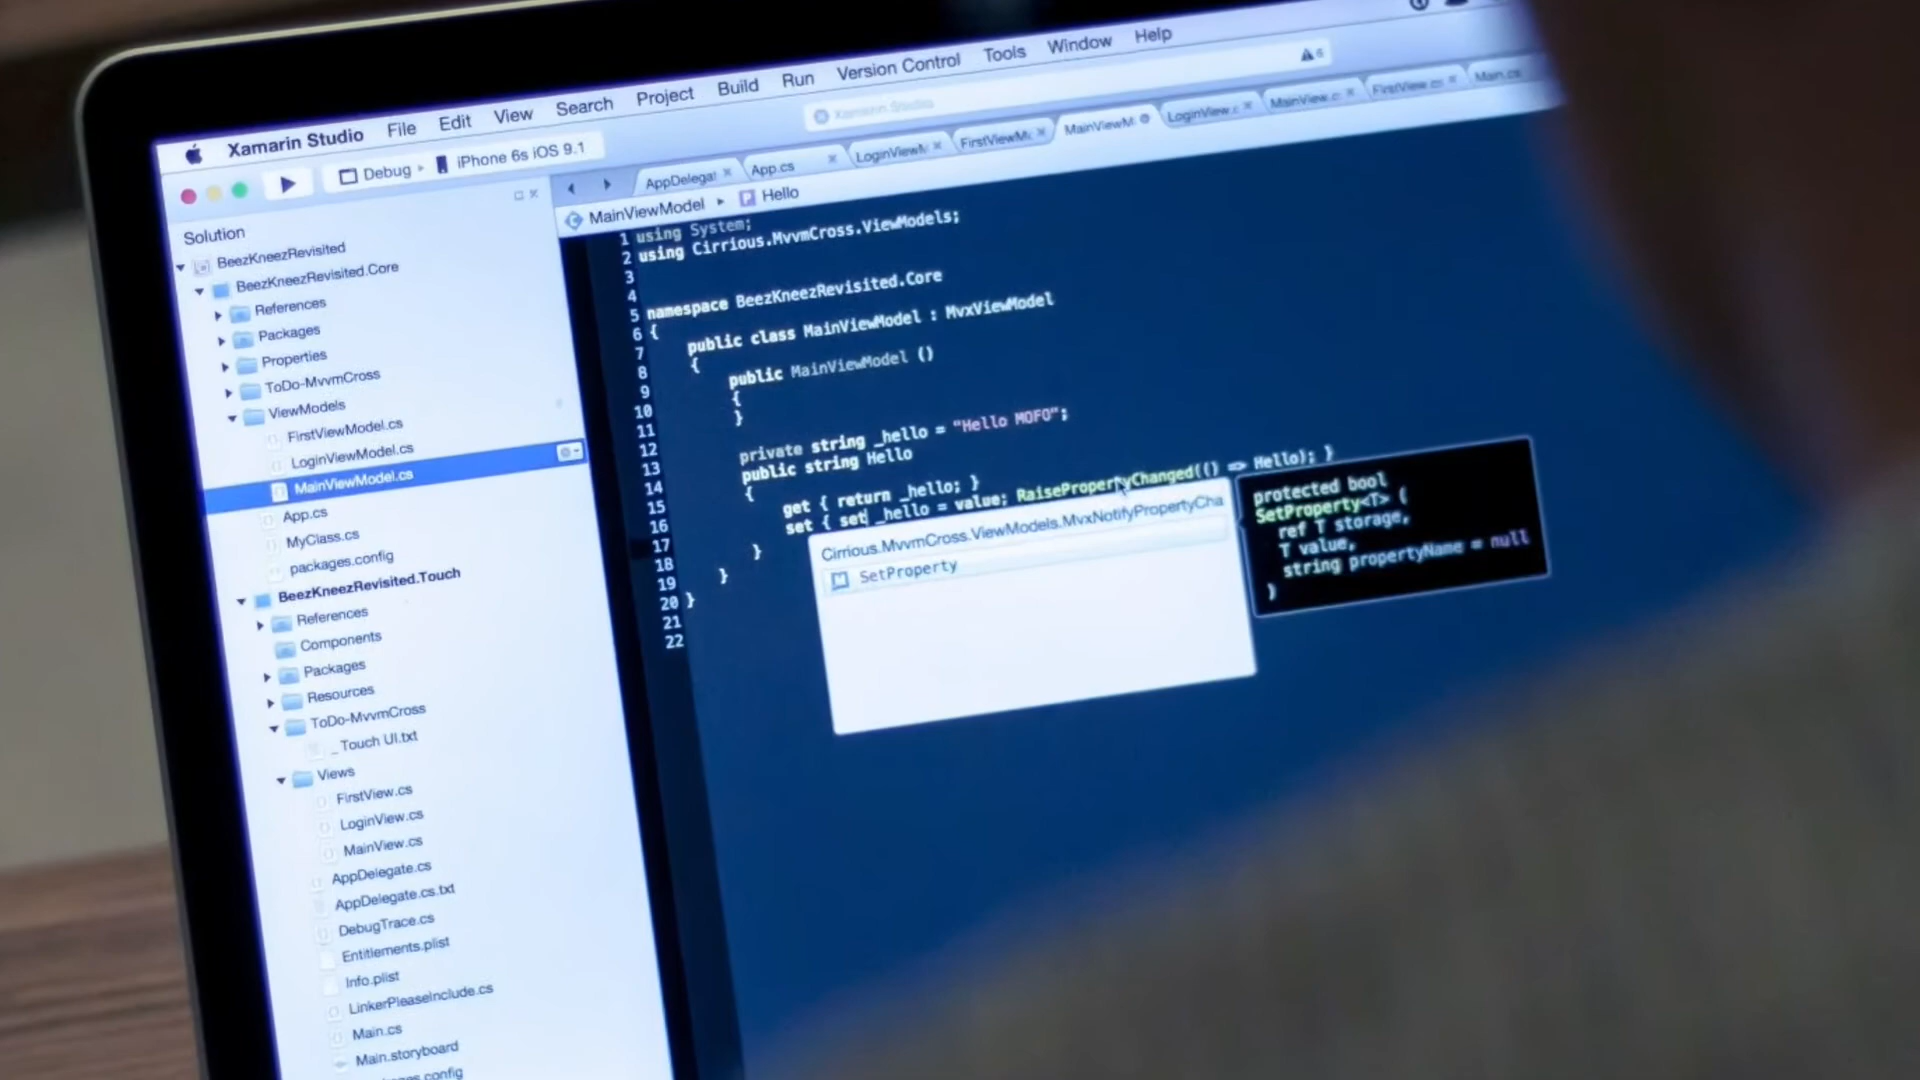 Xamarin Studio File Edit View Search Project Build Run Version Control Tools Window Help
Debug iPhone 6s iOS 9.1
Xamarin Studio
6
AppDelegat App.cs LoginViewM FirstViewM MainViewM LoginView.c MainView.c FirstView.cs Main.cs
MainViewModel Hello
Solution
BeezKneezRevisited
BeezKneezRevisited.Core
References
Packages
Properties
ToDo-MvvmCross
ViewModels
FirstViewModel.cs
LoginViewModel.cs
MainViewModel.cs
App.cs
MyClass.cs
packages.config
BeezKneezRevisited.Touch
References
Components
Packages
Resources
ToDo-MvvmCross
_Touch UI.txt
Views
FirstView.cs
LoginView.cs
MainView.cs
AppDelegate.cs
AppDelegate.cs.txt
DebugTrace.cs
Entitlements.plist
Info.plist
LinkerPleaseInclude.cs
Main.cs
Main.storyboard
1 using System;
2 using Cirrious.MvvmCross.ViewModels;
3
4
5 namespace BeezKneezRevisited.Core
6 {
7 public class MainViewModel : MvxViewModel
8 {
9 public MainViewModel ()
10 {
11 }
12
13 private string _hello = "Hello MOFO";
14 public string Hello
15 {
16 get { return _hello; }
17 set { set _hello = value; RaisePropertyChanged(() => Hello); }
18 }
19 }
20 }
21
22
Cirrious.MvvmCross.ViewModels.MvxNotifyPropertyCha
SetProperty
protected bool
SetProperty<T> (
ref T storage,
T value,
string propertyName = null
)